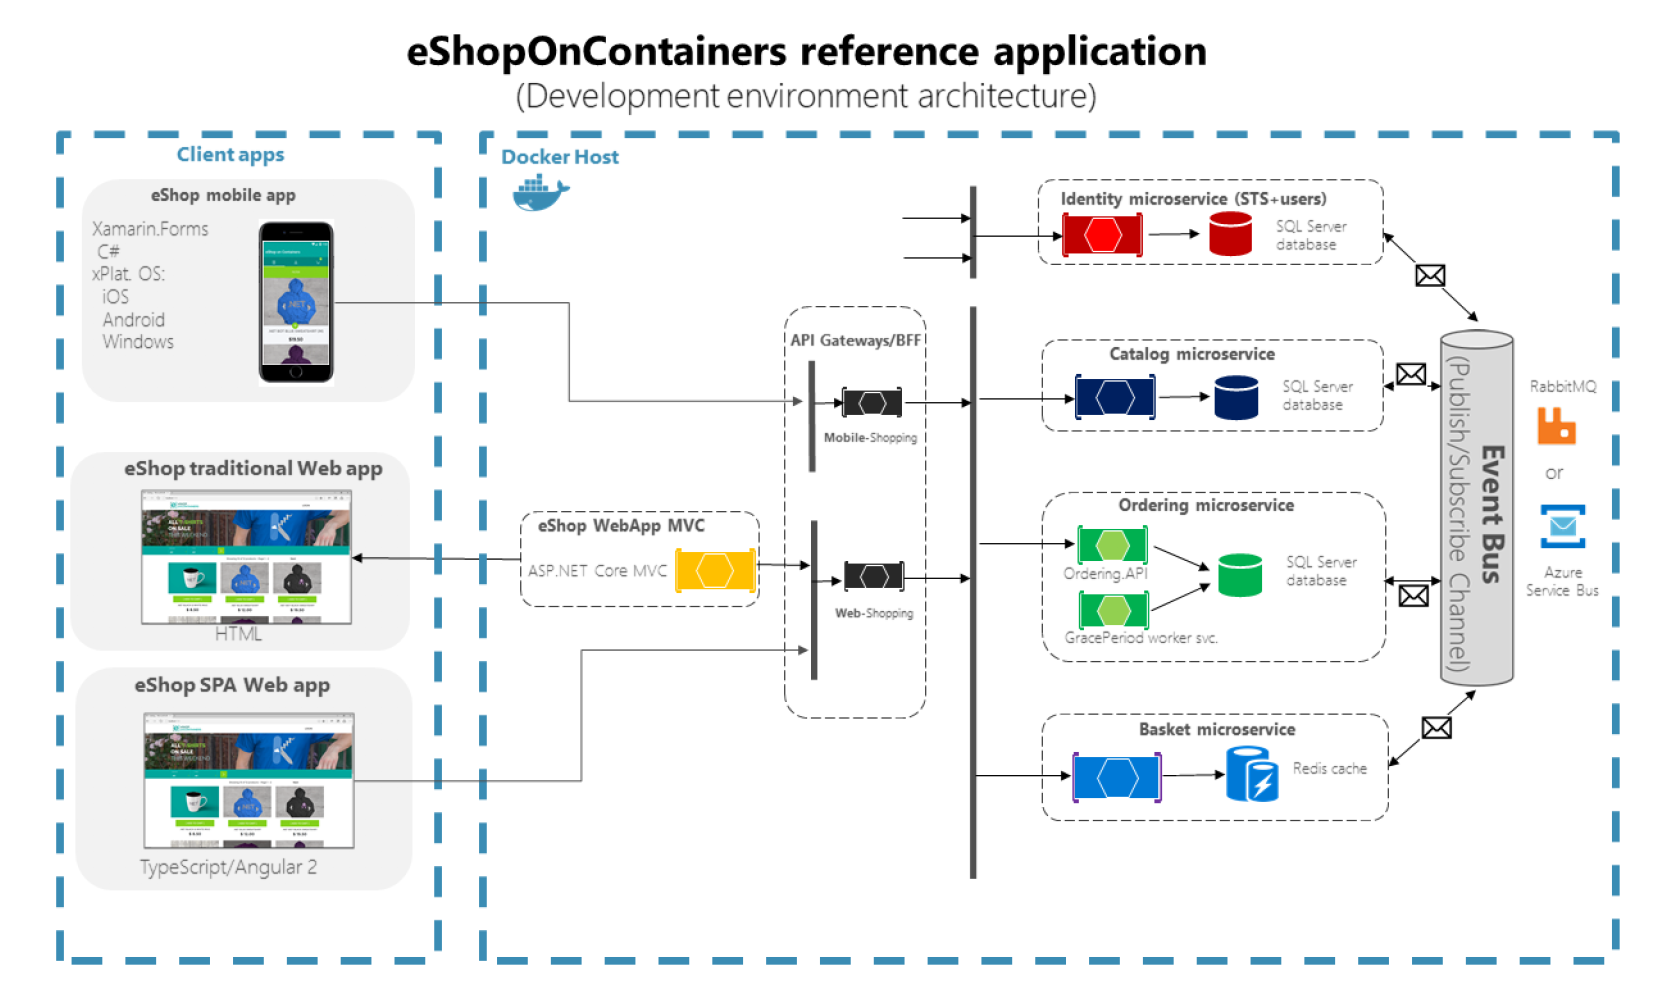 eShopOnContainers reference application
(Development environment architecture)
Client apps
eShop mobile app
Xamarin.Forms
C#
xPlat. OS:
iOS
Android
Windows
eShop traditional Web app
HTML
eShop SPA Web app
TypeScript/Angular 2
Docker Host
eShop WebApp MVC
ASP.NET Core MVC
API Gateways/BFF
Mobile-Shopping
Web-Shopping
Identity microservice (STS+users)
SQL Server
database
Catalog microservice
SQL Server
database
Ordering microservice
Ordering.API
GracePeriod worker svc.
SQL Server
database
Basket microservice
Redis cache
Event Bus
(Publish/Subscribe Channel)
RabbitMQ
or
Azure
Service Bus